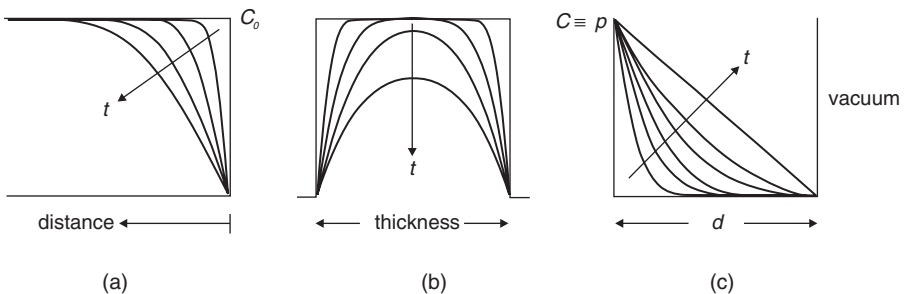 C₀
t
distance
(a)
t
thickness
(b)
C ≡ p
t
vacuum
d
(c)